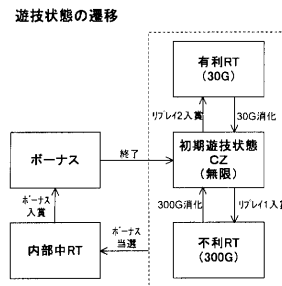 遊技状態の遷移
有利RT
(30G)
ﾘﾌﾟﾚｲ2入賞
30G消化
ボーナス
終了
初期遊技状態
CZ
(無限)
ﾎﾞｰﾅｽ
入賞
300G消化
ﾘﾌﾟﾚｲ1入賞
内部中RT
ﾎﾞｰﾅｽ
当選
不利RT
(300G)